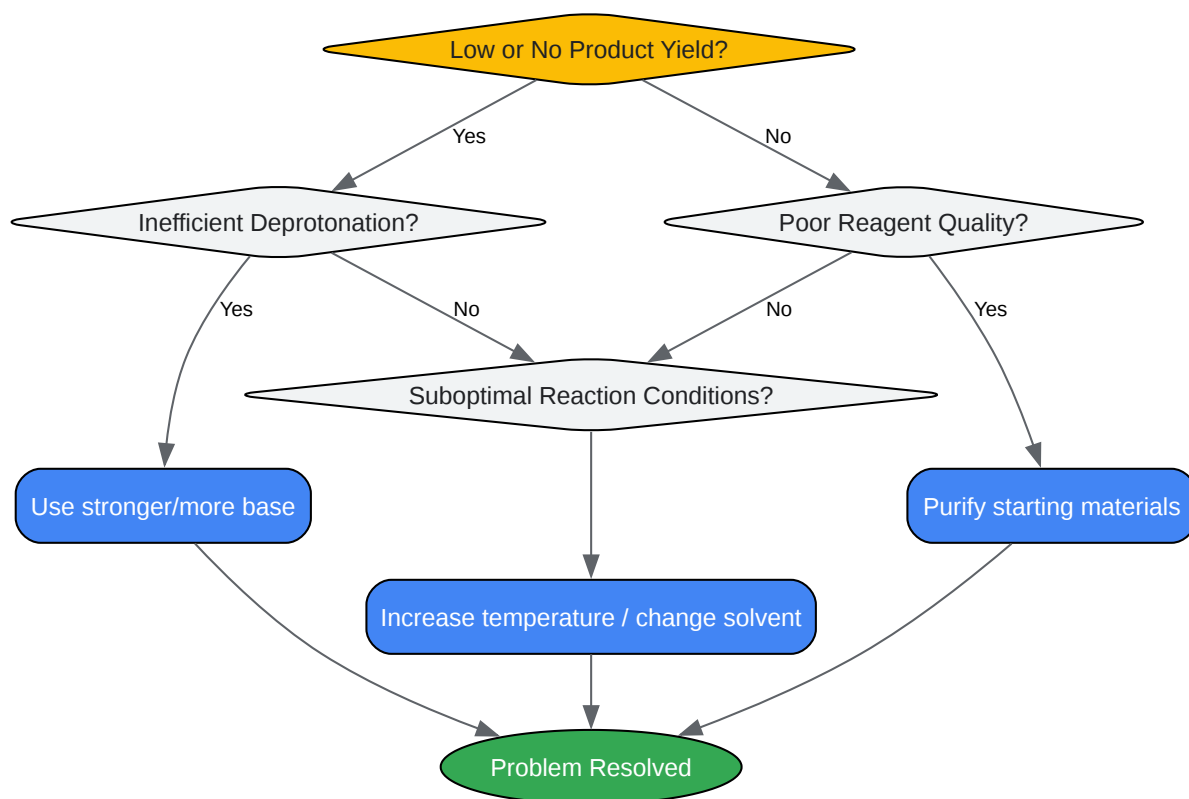 Low or No Product Yield?
Yes
No
Inefficient Deprotonation?
Poor Reagent Quality?
Yes
No
No
Yes
Suboptimal Reaction Conditions?
Use stronger/more base
Purify starting materials
Increase temperature / change solvent
Problem Resolved